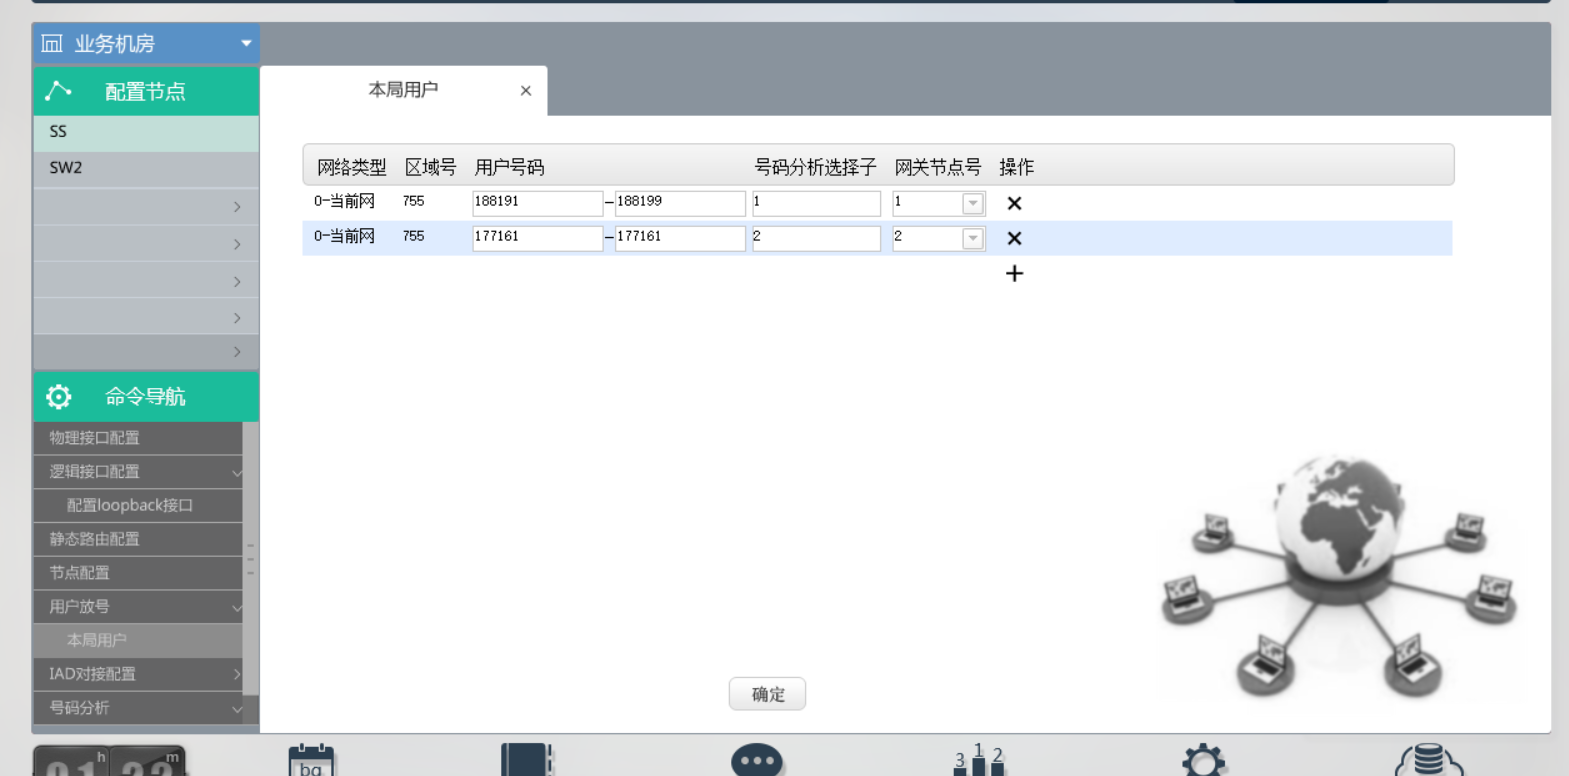 业务机房
配置节点
本局用户 ×
SS
SW2
网络类型 区域号 用户号码 号码分析选择子 网关节点号 操作
0-当前网 755 188191 - 188199 1 1
0-当前网 755 177161 - 177161 2 2
命令导航
物理接口配置
逻辑接口配置
配置loopback接口
静态路由配置
节点配置
用户放号
本局用户
IAD对接配置
号码分析
确定
h m
bg
3 1 2